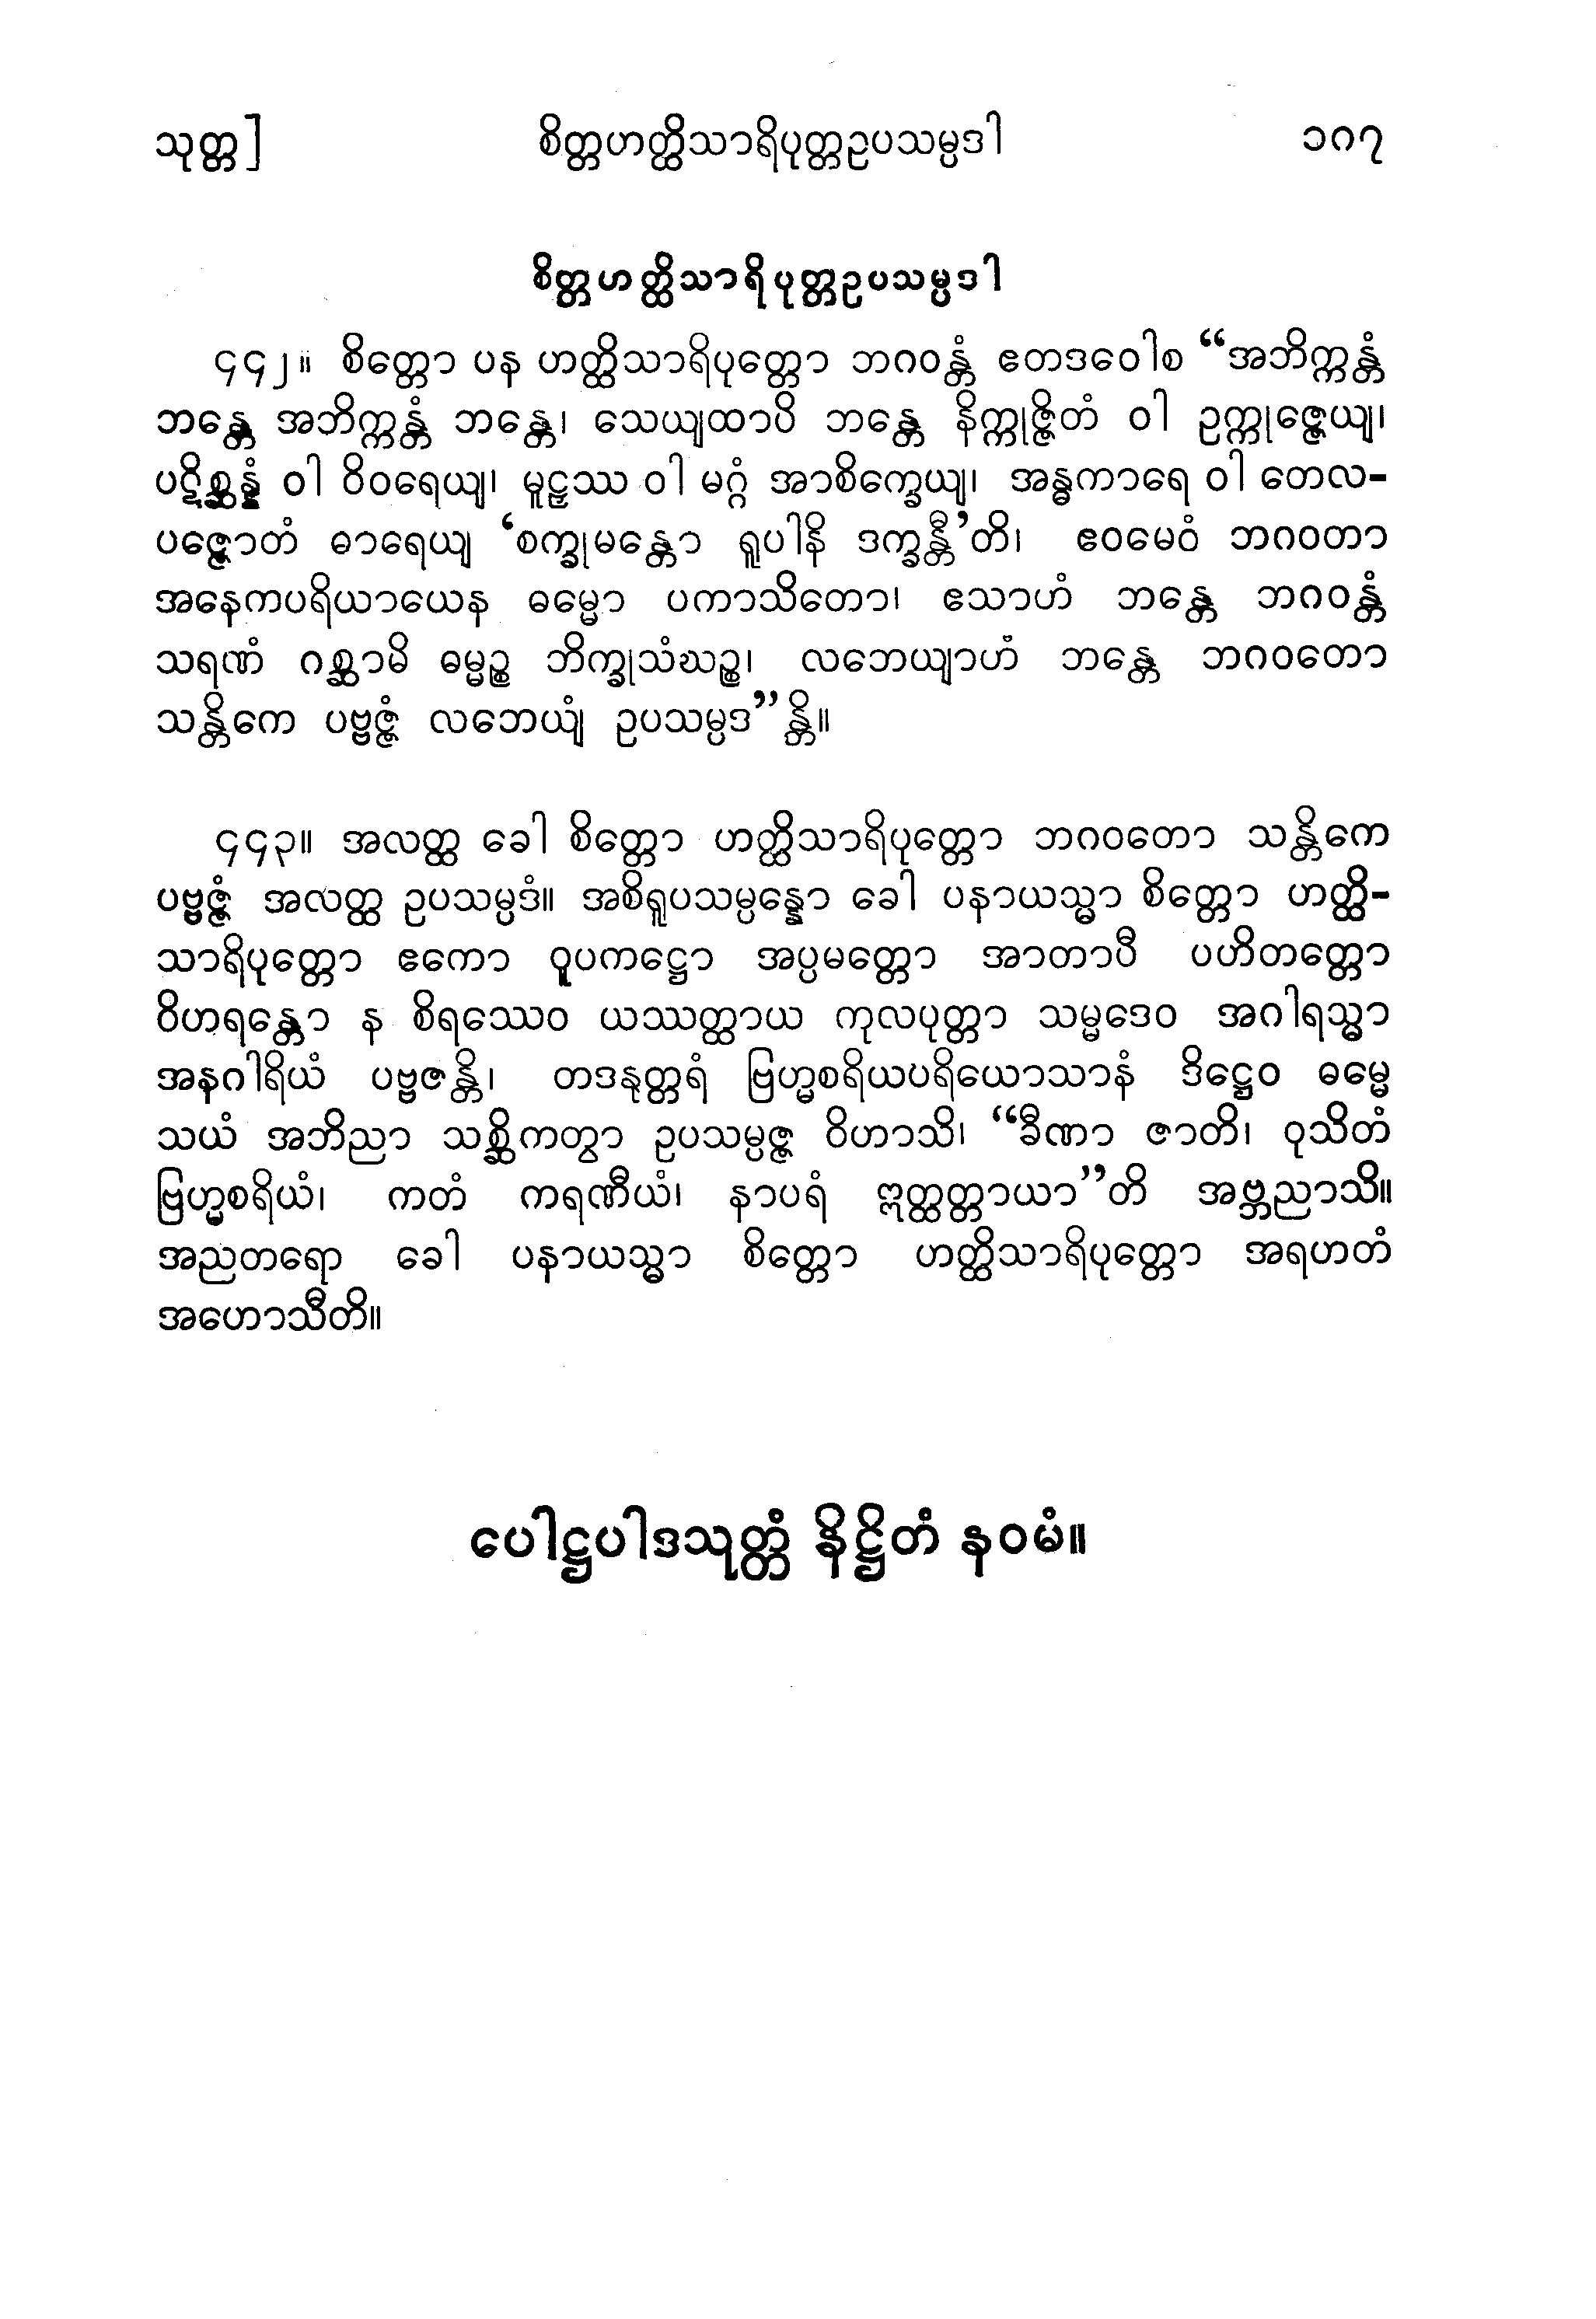 သုတ္တ] စိတ္တဟတ္ထိသာရိပုတ္တဥပသမ္ပဒါ ၁ဂ၇
စိတ္တဟတ္ထိသာရိပုတ္တဥပသမ္ပဒါ
၄၄၂။ စိတ္တော ပန ဟတ္ထိသာရိပုတ္တော ဘဂဝန္တံ ဧတဒဝေါစ “အဘိက္ကန္တံ
ဘန္တေ အဘိက္ကန္တံ ဘန္တေ၊ သေယျထာပိ ဘန္တေ နိက္ကုဇ္ဇိတံ ဝါ ဥက္ကုဇ္ဇေယျ၊
ပဋိစ္ဆန္နံ ဝါ ဝိဝရေယျ၊ မူဠှဿ ဝါ မဂ္ဂံ အာစိက္ခေယျ၊ အန္ဓကာရေ ဝါ တေလ-
ပဇ္ဇောတံ ဓာရေယျ ‘စက္ခုမန္တော ရူပါနိ ဒက္ခန္တီ’တိ၊ ဧဝမေဝံ ဘဂဝတာ
အနေကပရိယာယေန ဓမ္မော ပကာသိတော၊ ဧသာဟံ ဘန္တေ ဘဂဝန္တံ
သရဏံ ဂစ္ဆာမိ ဓမ္မဉ္စ ဘိက္ခုသံဃဉ္စ၊ လဘေယျာဟံ ဘန္တေ ဘဂဝတော
သန္တိကေ ပဗ္ဗဇ္ဇံ လဘေယျံ ဥပသမ္ပဒ”န္တိ။
၄၄၃။ အလတ္ထ ခေါ စိတ္တော ဟတ္ထိသာရိပုတ္တော ဘဂဝတော သန္တိကေ
ပဗ္ဗဇ္ဇံ အလတ္ထ ဥပသမ္ပဒံ။ အစိရူပသမ္ပန္နော ခေါ ပနာယသ္မာ စိတ္တော ဟတ္ထိ-
သာရိပုတ္တော ဧကော ဝူပကဋ္ဌော အပ္ပမတ္တော အာတာပီ ပဟိတတ္တော
ဝိဟရန္တော န စိရဿေဝ ယဿတ္ထာယ ကုလပုတ္တာ သမ္မဒေဝ အဂါရသ္မာ
အနဂါရိယံ ပဗ္ဗဇန္တိ၊ တဒနုတ္တရံ ဗြဟ္မစရိယပရိယောသာနံ ဒိဋ္ဌေဝ ဓမ္မေ
သယံ အဘိညာ သစ္ဆိကတွာ ဥပသမ္ပဇ္ဇ ဝိဟာသိ၊ “ခီဏာ ဇာတိ၊ ဝုသိတံ
ဗြဟ္မစရိယံ၊ ကတံ ကရဏီယံ၊ နာပရံ ဣတ္ထတ္တာယာ”တိ အဗ္ဘညာသိ။
အညတရော ခေါ ပနာယသ္မာ စိတ္တော ဟတ္ထိသာရိပုတ္တော အရဟတံ
အဟောသီတိ။
ပေါဋ္ဌပါဒသုတ္တံ နိဋ္ဌိတံ နဝမံ။